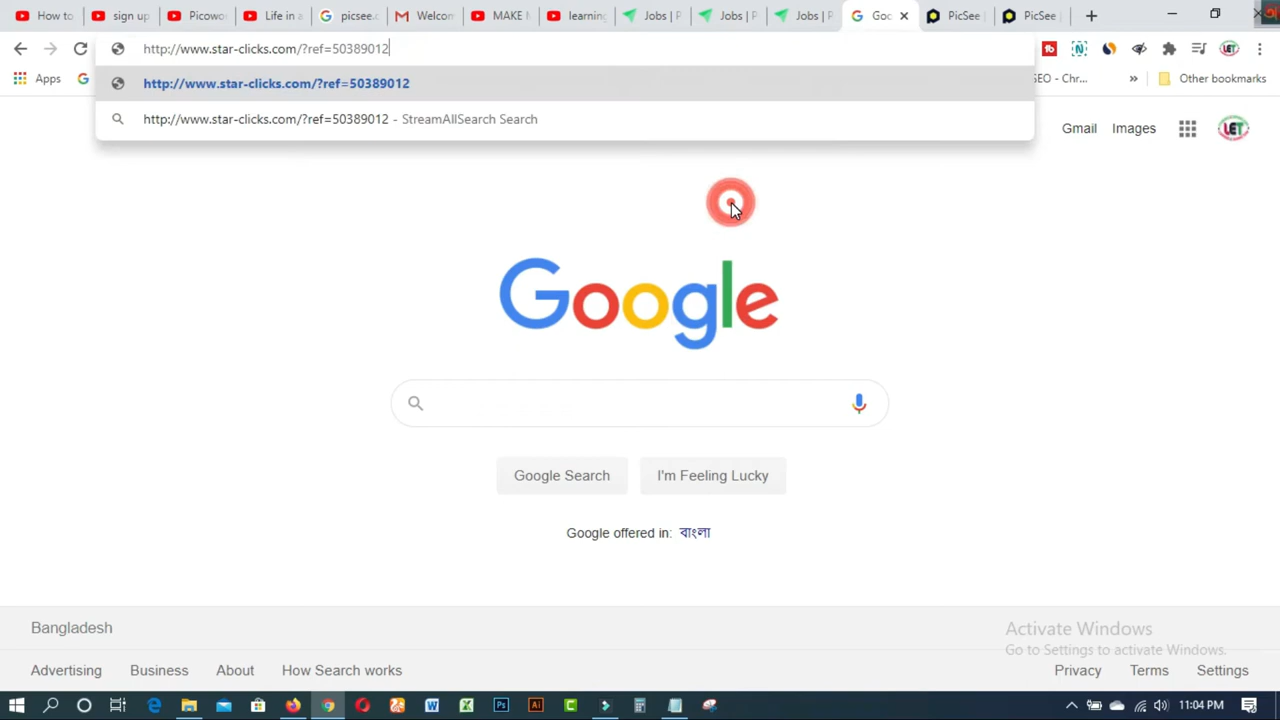 How to
sign up
Picowo
Life in a
picsee.c
Welcom
MAKE M
learning
Jobs | P
Jobs | P
Jobs | P
Goo
PicSee
PicSee
http://www.star-clicks.com/?ref=50389012
Apps
SEO - Chr...
»
Other bookmarks
http://www.star-clicks.com/?ref=50389012
http://www.star-clicks.com/?ref=50389012 - StreamAllSearch Search
Gmail
Images
LET
Google
Google Search
I'm Feeling Lucky
Google offered in: বাংলা
Bangladesh
Activate Windows
Go to Settings to activate Windows.
Advertising
Business
About
How Search works
Privacy
Terms
Settings
11:04 PM